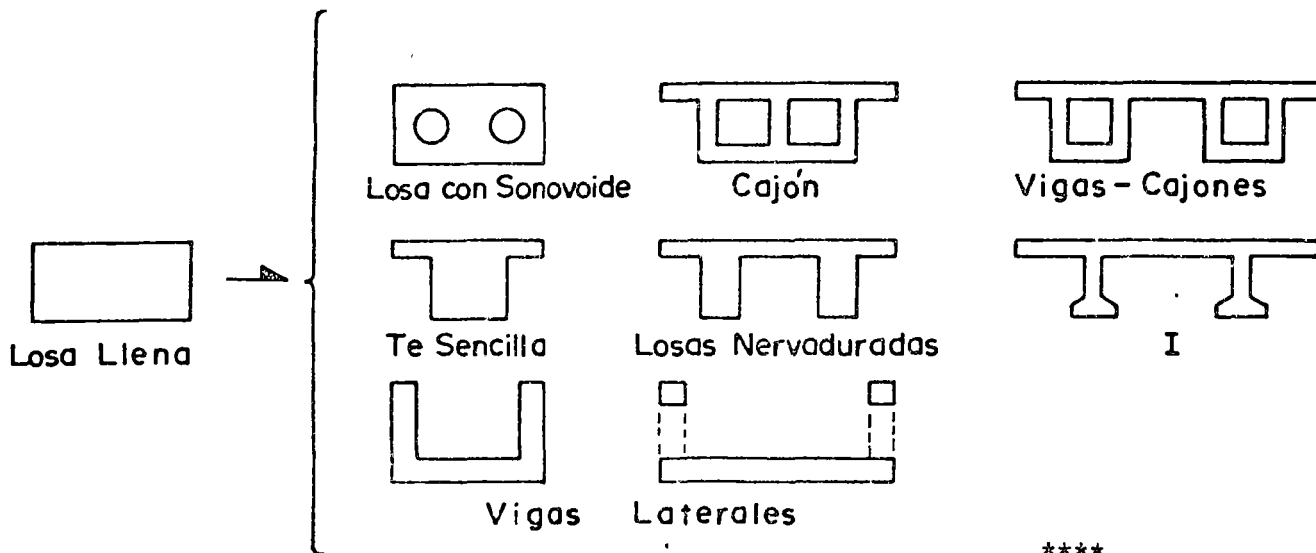 Losa con Sonovoide
Cajón
Vigas - Cajones
Losa Llena
Te Sencilla
Losas Nervaduradas
I
Vigas Laterales
****